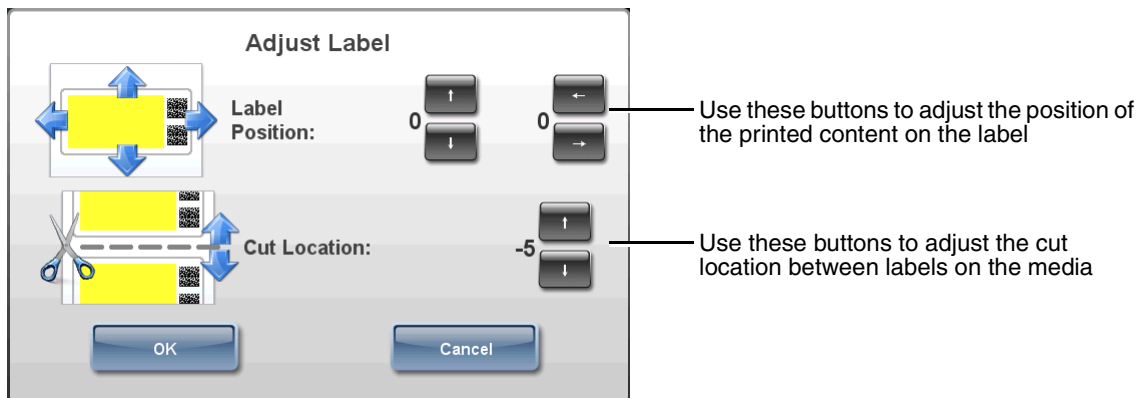 Adjust Label
Label
Position:
0
↑
↓
0
←
→
Use these buttons to adjust the position of
the printed content on the label
Cut Location:
-5
↑
↓
Use these buttons to adjust the cut
location between labels on the media
OK
Cancel